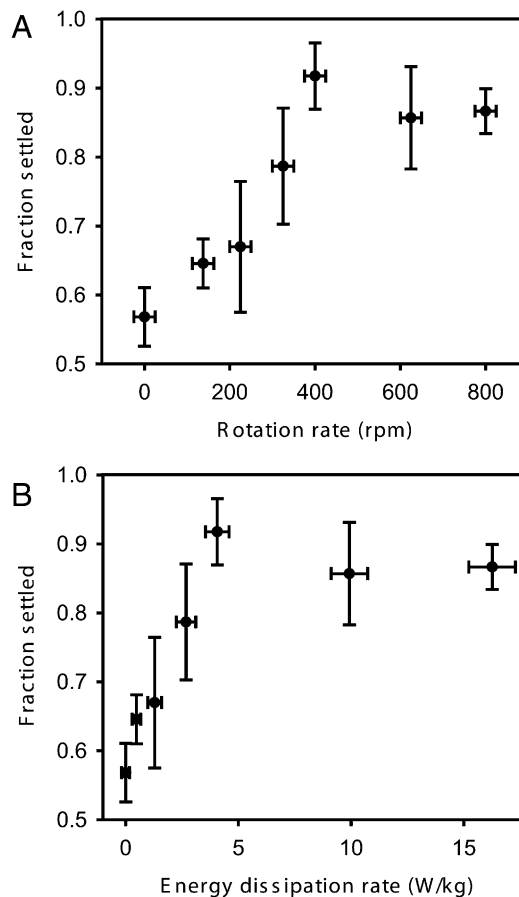 A
1.0
0.9
0.8
0.7
0.6
0.5
Fraction settled
0 200 400 600 800
Rotation rate (rpm)
B
1.0
0.9
0.8
0.7
0.6
0.5
Fraction settled
0 5 10 15
Energy dissipation rate (W/kg)